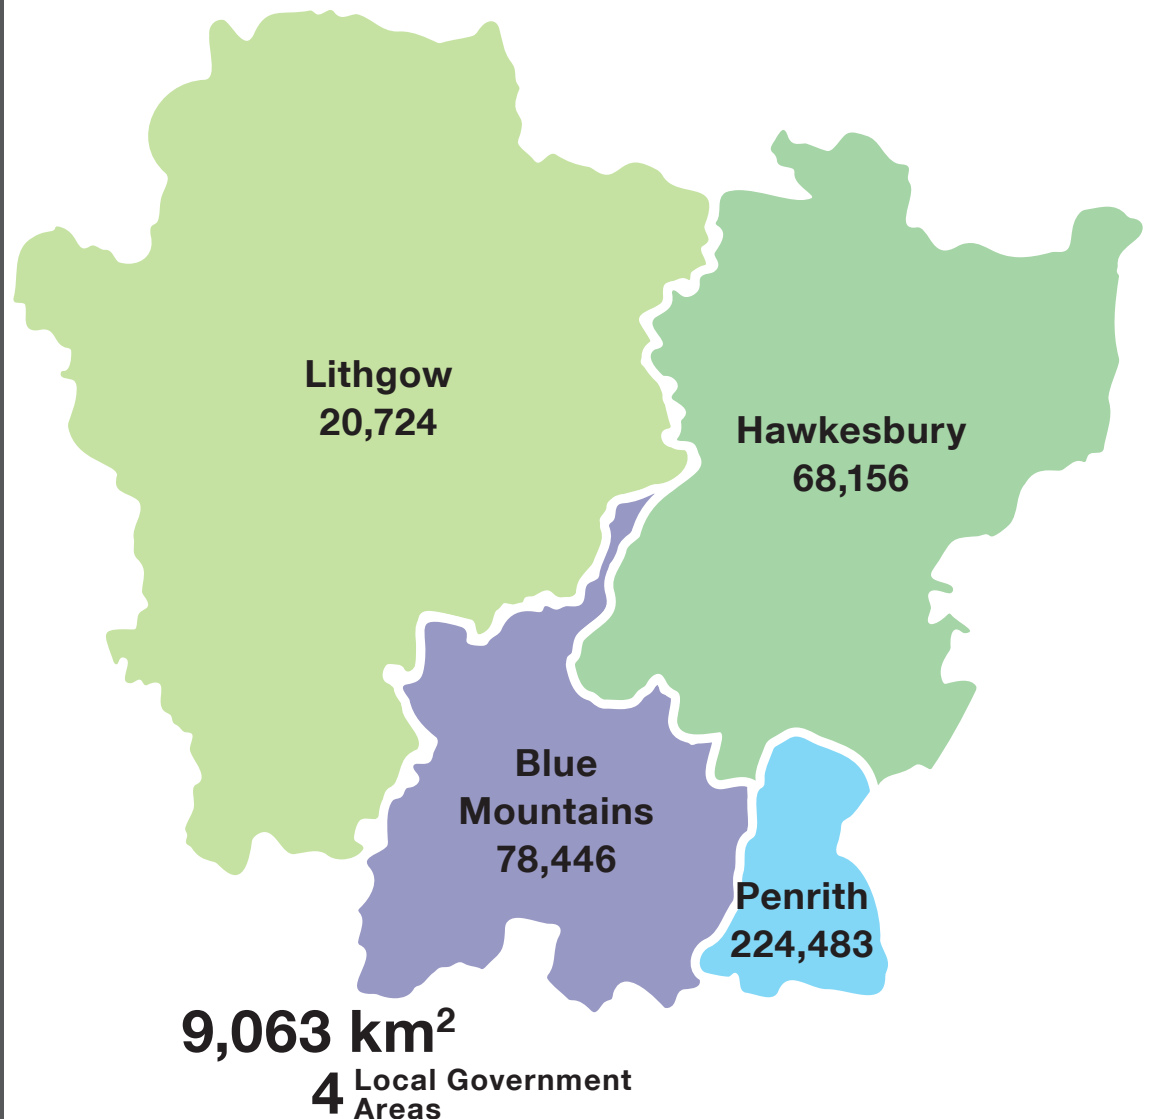 Lithgow
20,724
Hawkesbury
68,156
Blue
Mountains
78,446
Penrith
224,483
9,063 km²
4 Local Government
Areas